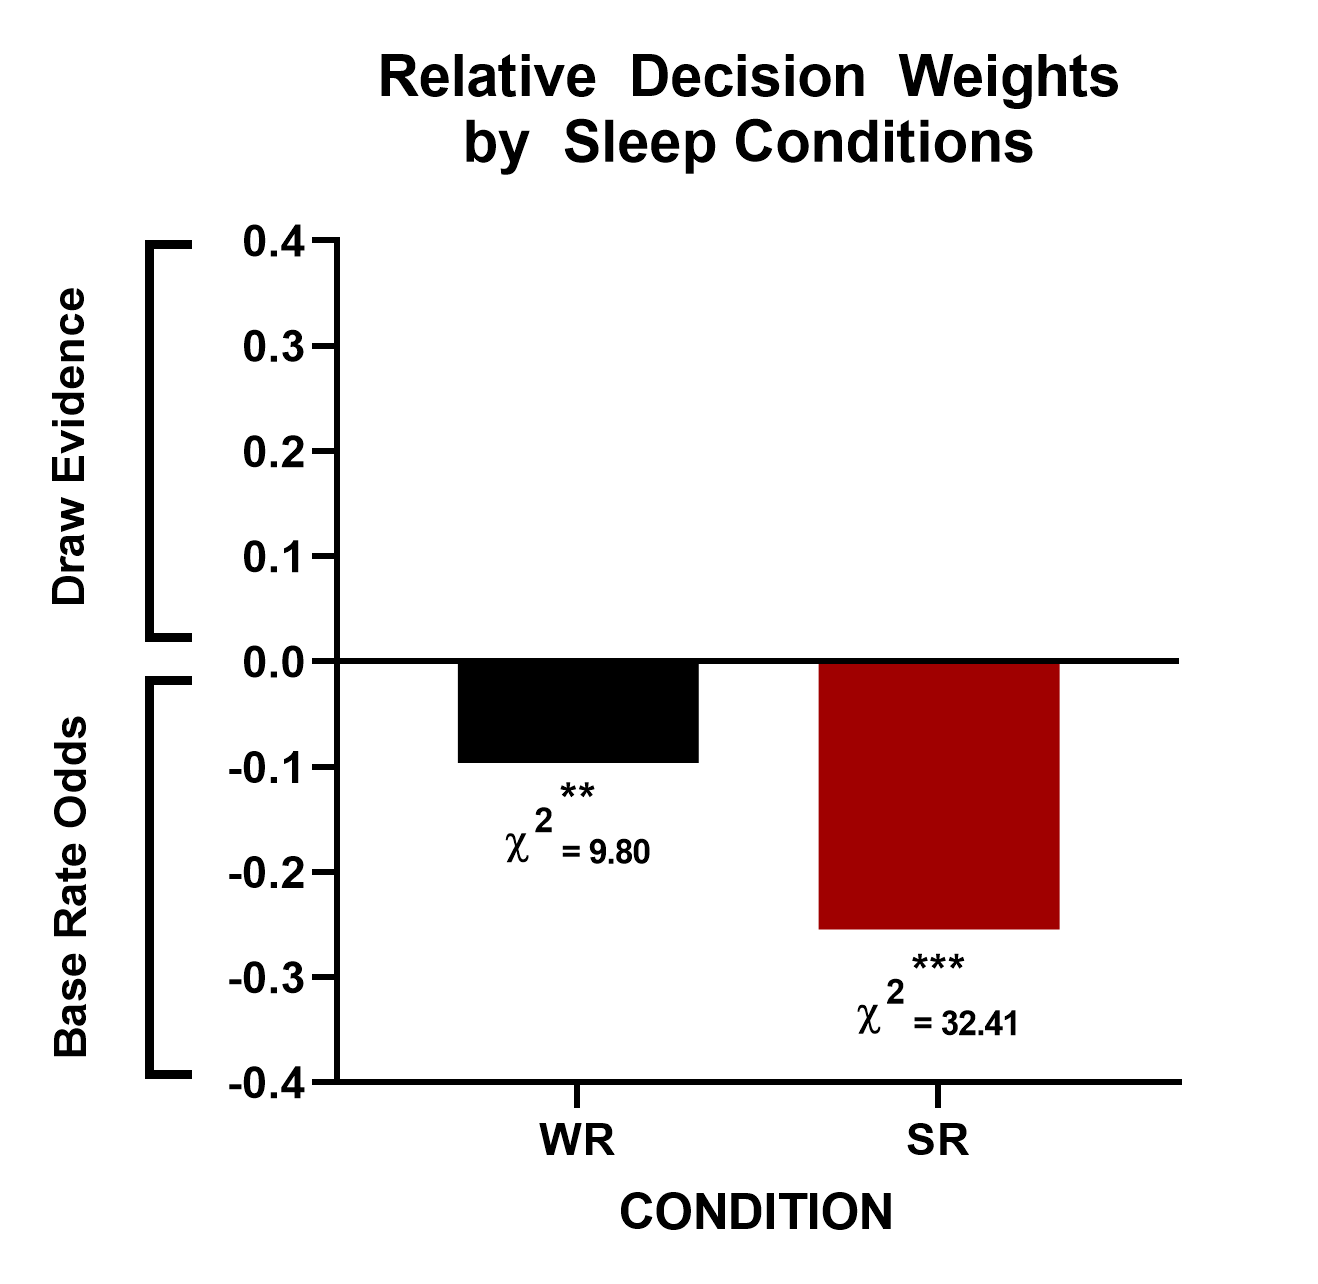 Relative Decision Weights
by Sleep Conditions
Draw Evidence
Base Rate Odds
0.4
0.3
0.2
0.1
0.0
-0.1
-0.2
-0.3
-0.4
**
χ² = 9.80
***
χ² = 32.41
WR
SR
CONDITION